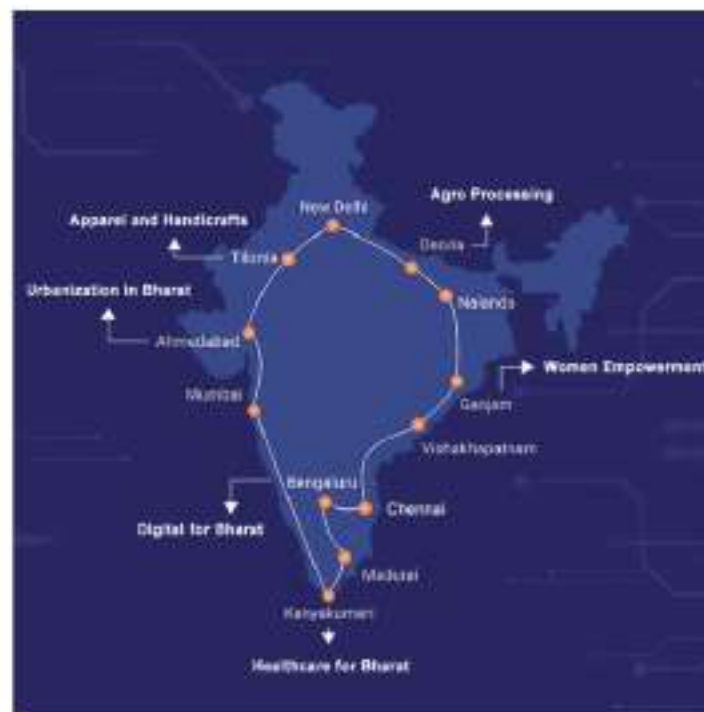 Agro Processing
New Delhi
Apparel and Handicrafts
Deoria
Tilonia
Urbanization in Bharat
Nalanda
Ahmedabad
Women Empowerment
Mumbai
Ganjam
Vishakhapatnam
Bengaluru
Chennai
Digital for Bharat
Madurai
Kanyakumari
Healthcare for Bharat